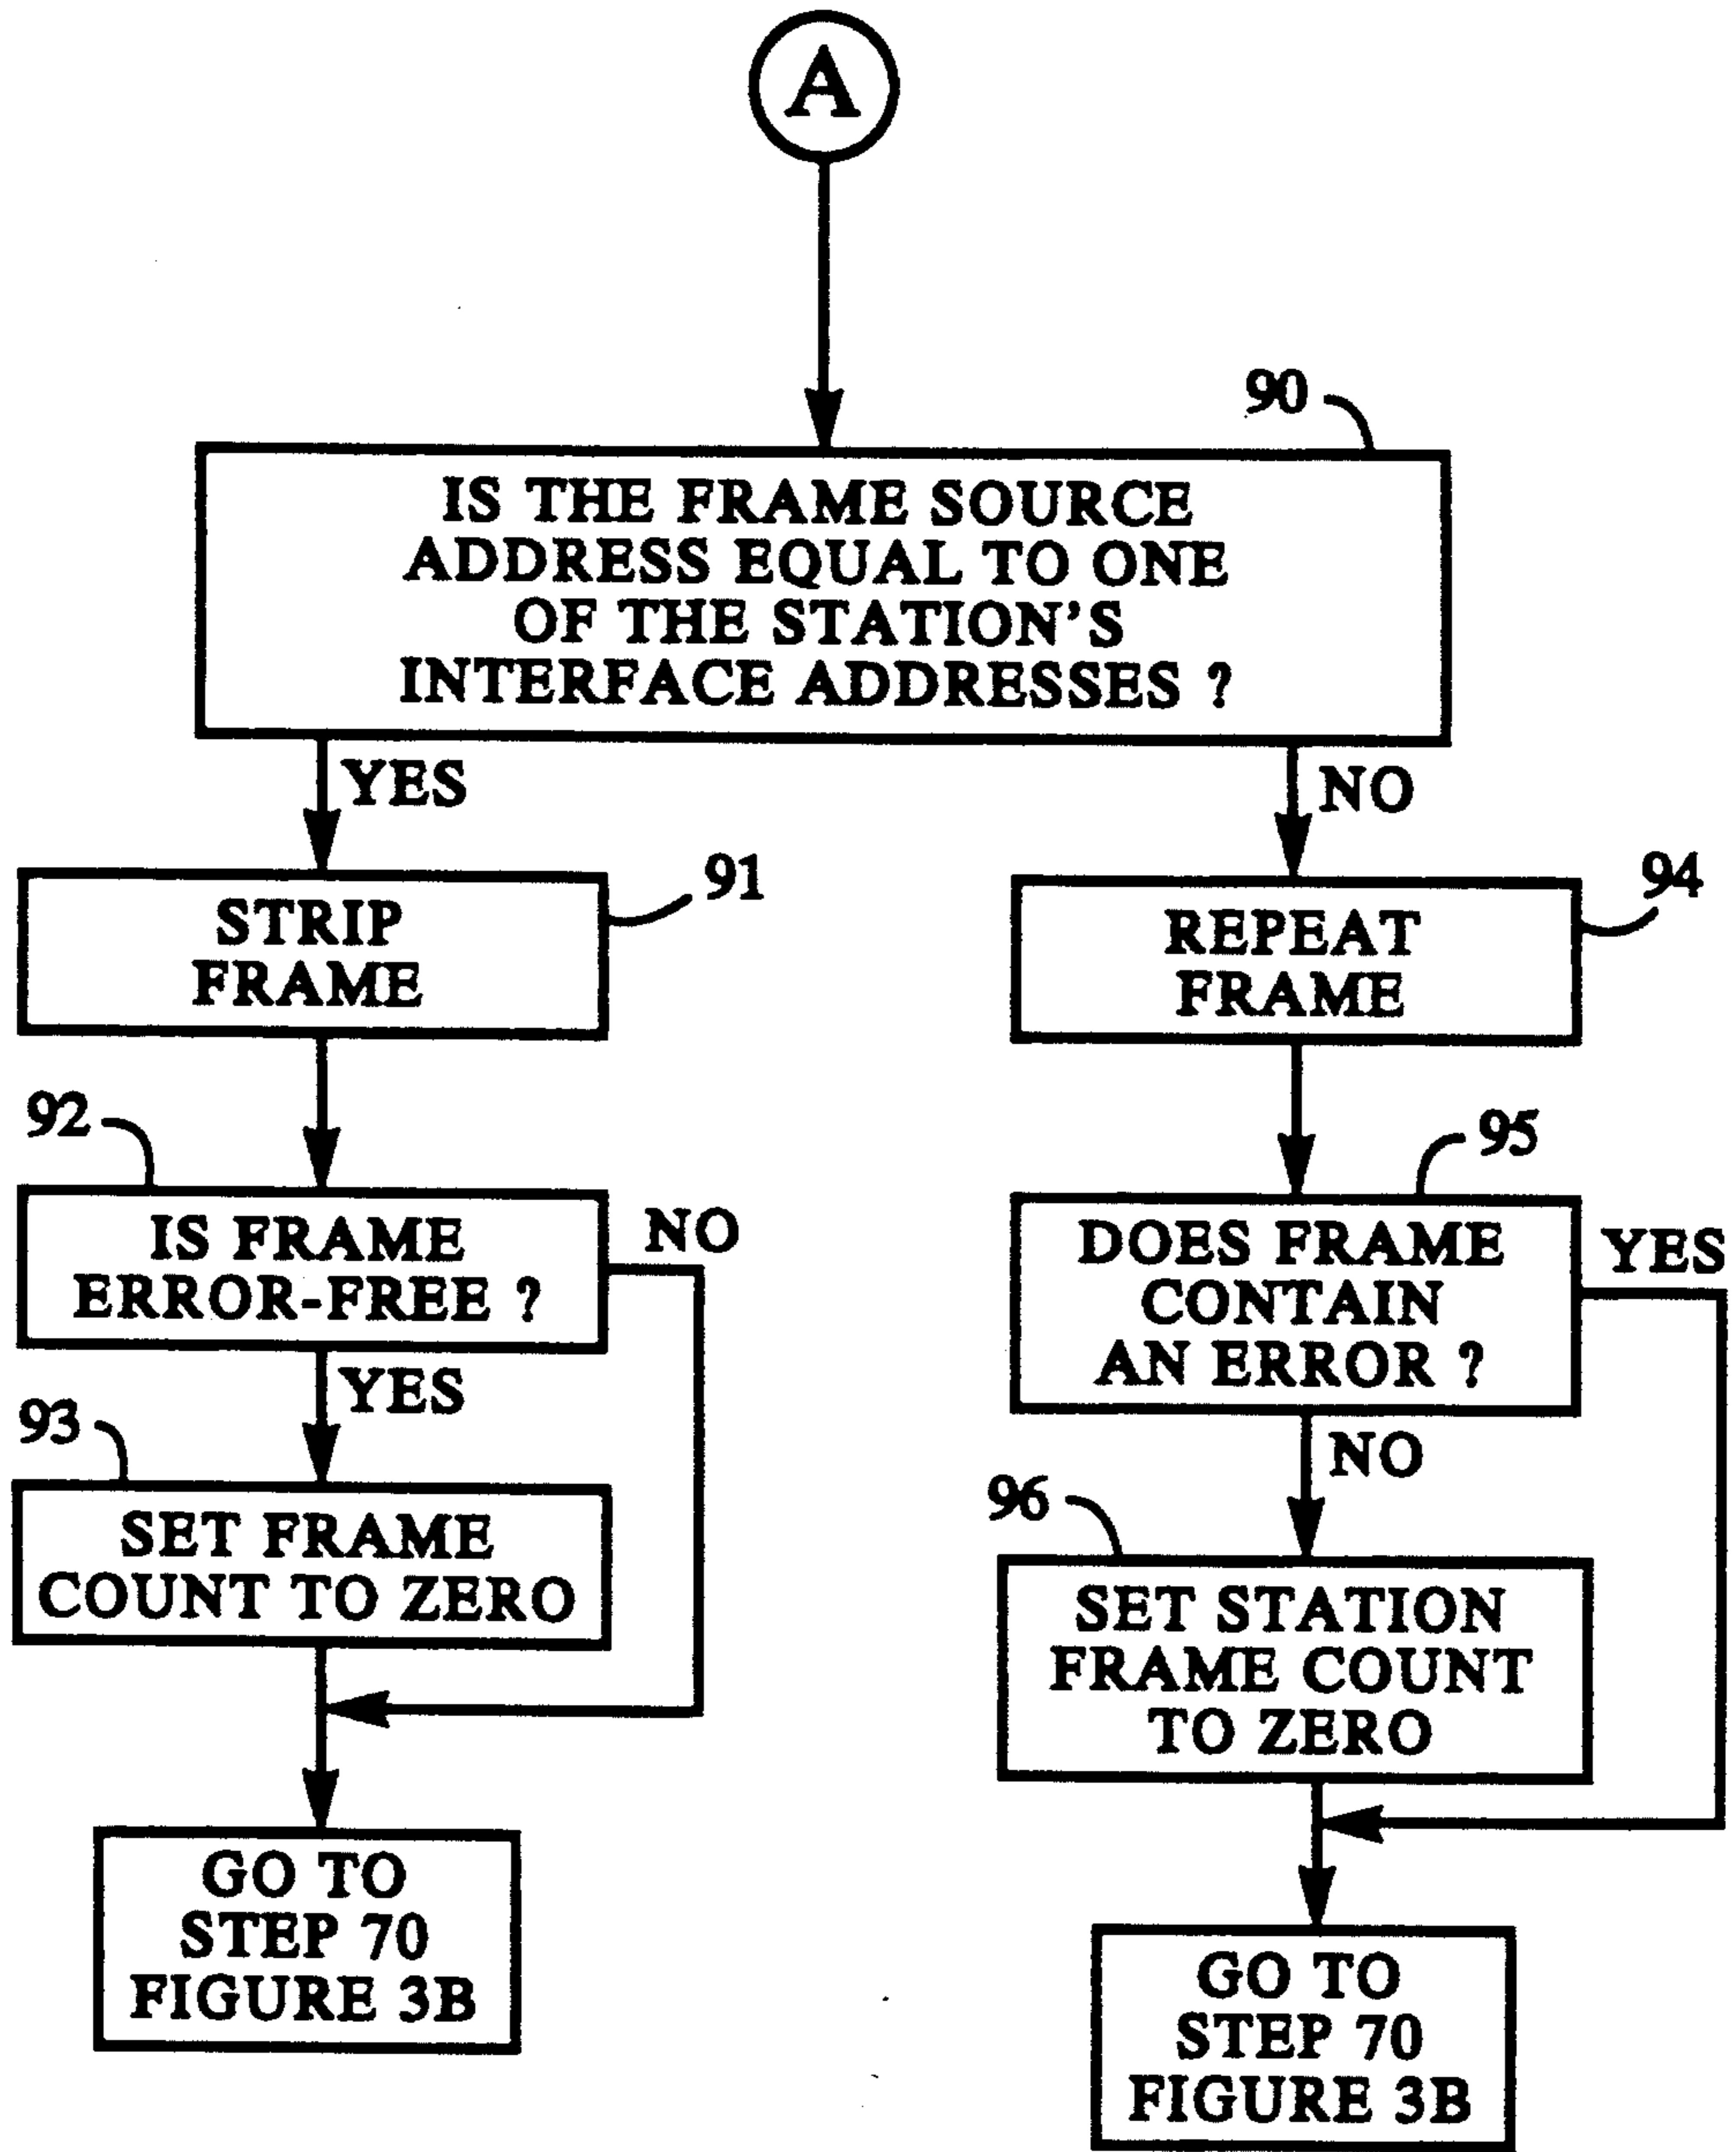 A
90
IS THE FRAME SOURCE
ADDRESS EQUAL TO ONE
OF THE STATION'S
INTERFACE ADDRESSES ?
YES
NO
91
STRIP
FRAME
94
REPEAT
FRAME
92
IS FRAME
ERROR-FREE ?
NO
YES
95
DOES FRAME
CONTAIN
AN ERROR ?
YES
NO
93
SET FRAME
COUNT TO ZERO
96
SET STATION
FRAME COUNT
TO ZERO
GO TO
STEP 70
FIGURE 3B
GO TO
STEP 70
FIGURE 3B